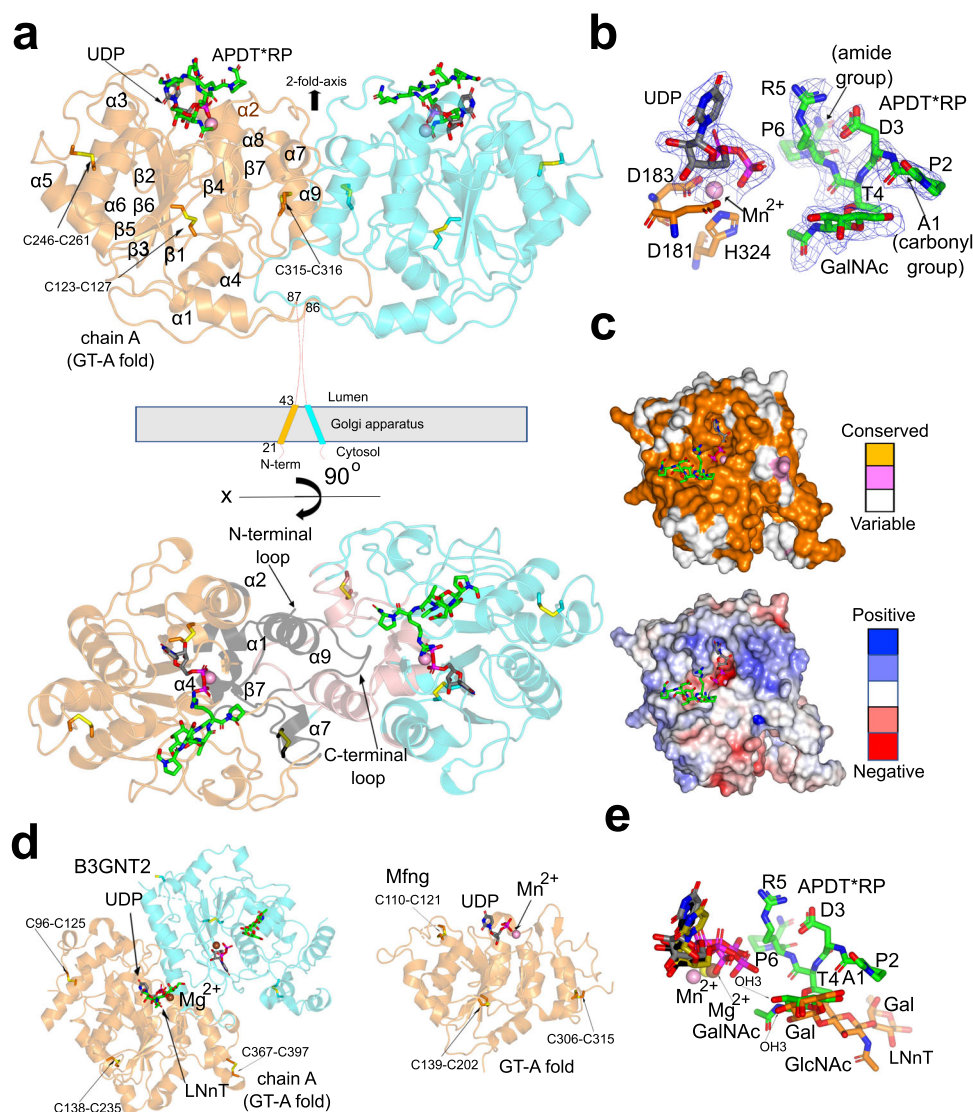 a
UDP
APDT*RP
2-fold-axis
α3
α2
α8
α7
β7
α5
β2
β4
α9
α6
β6
β5
C246-C261
β3
β1
C315-C316
C123-C127
α4
87
86
α1
chain A
(GT-A fold)
43
Lumen
Golgi apparatus
21
Cytosol
N-term
90o
x
N-terminal
loop
α2
α1
α9
α4
β7
α7
C-terminal
loop
b
(amide
group)
UDP
R5
APDT*RP
P6
D3
D183
P2
T4
Mn2+
A1
D181
H324
(carbonyl
group)
GalNAc
c
Conserved
Variable
Positive
Negative
d
B3GNT2
UDP
C96-C125
Mg2+
C367-C397
LNnT
chain A
(GT-A fold)
C138-C235
Mfng
Mn2+
C110-C121
UDP
C306-C315
C139-C202
GT-A fold
e
R5
APDT*RP
D3
P6
P2
T4
A1
OH3
Mn2+
Mg2+
GalNAc
Gal
Gal
OH3
LNnT
GlcNAc